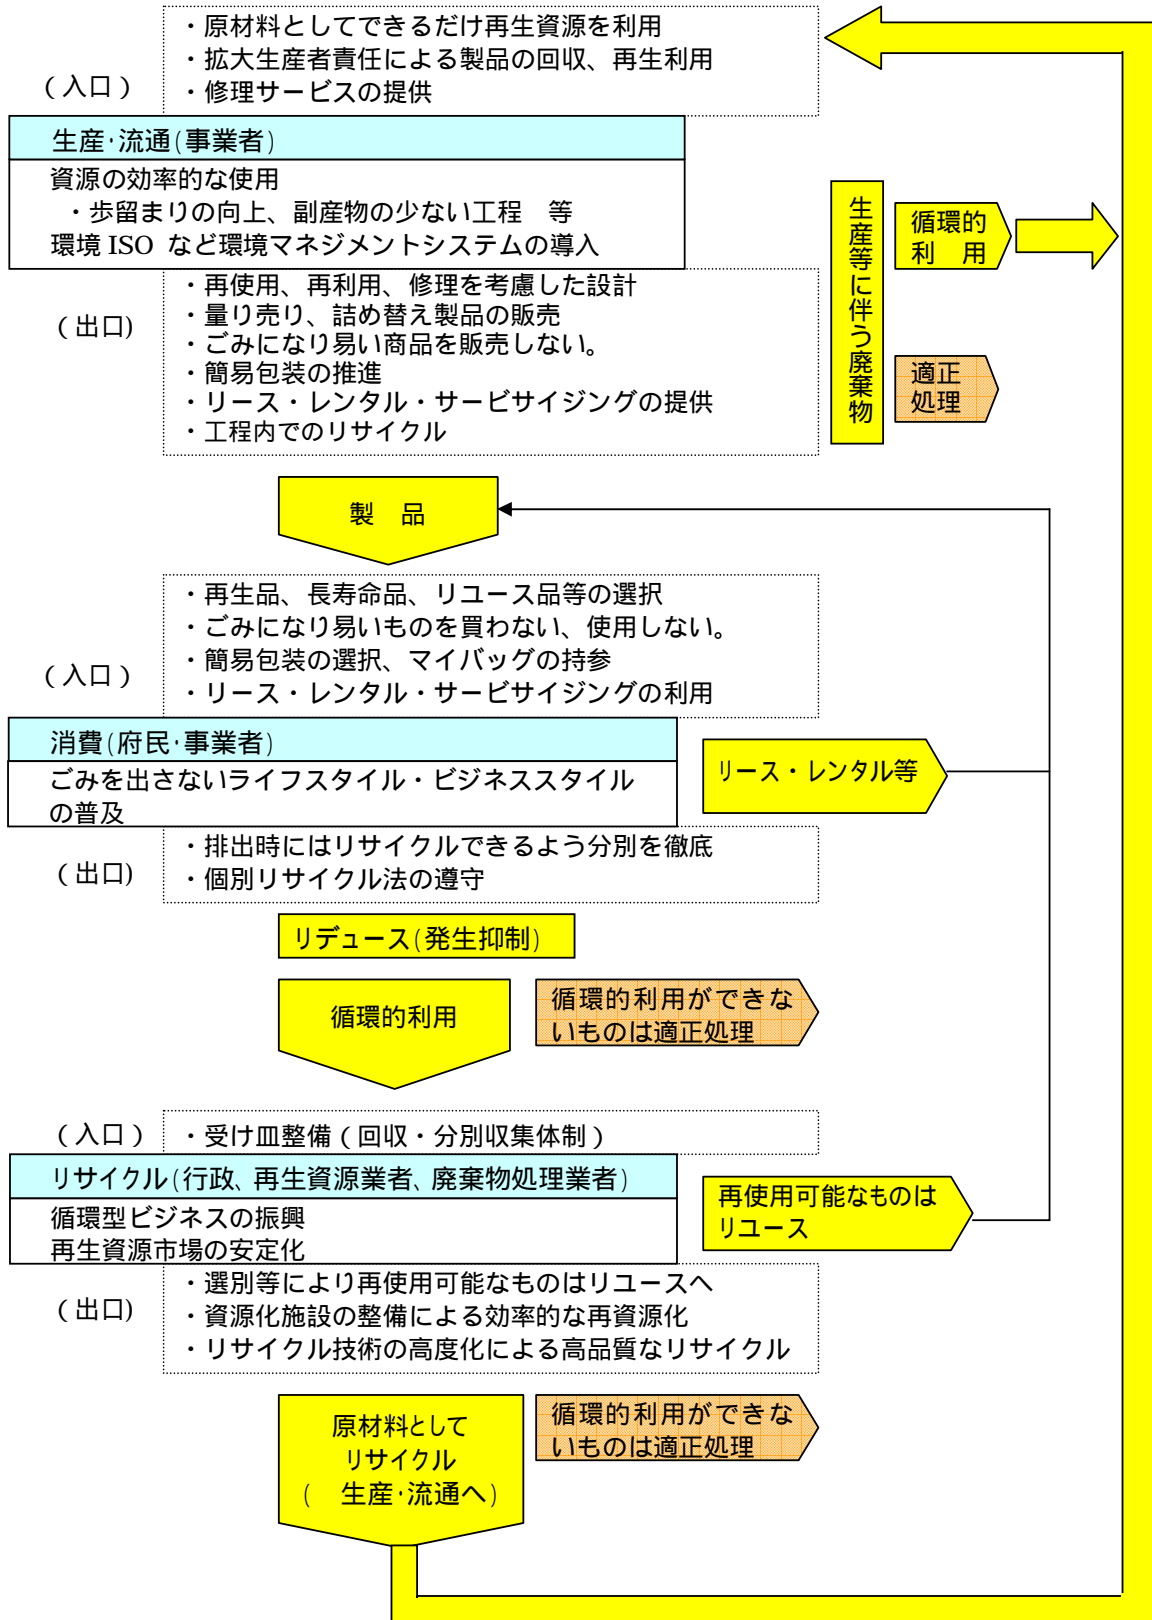 ・原材料としてできるだけ再生資源を利用
・拡大生産者責任による製品の回収、再生利用
・修理サービスの提供
（入口）
生産・流通(事業者)
資源の効率的な使用
・歩留まりの向上、副産物の少ない工程　等
環境 ISO など環境マネジメントシステムの導入
生産等に伴う廃棄物
循環的
利　用
適正
処理
・再使用、再利用、修理を考慮した設計
・量り売り、詰め替え製品の販売
・ごみになり易い商品を販売しない。
・簡易包装の推進
・リース・レンタル・サービサイジングの提供
・工程内でのリサイクル
（出口)
製　品
・再生品、長寿命品、リユース品等の選択
・ごみになり易いものを買わない、使用しない。
・簡易包装の選択、マイバッグの持参
・リース・レンタル・サービサイジングの利用
（入口）
消費(府民・事業者)
ごみを出さないライフスタイル・ビジネススタイル
の普及
リース・レンタル等
・排出時にはリサイクルできるよう分別を徹底
・個別リサイクル法の遵守
（出口)
リデュース(発生抑制)
循環的利用
循環的利用ができな
いものは適正処理
（入口）
・受け皿整備（回収・分別収集体制）
リサイクル(行政、再生資源業者、廃棄物処理業者)
循環型ビジネスの振興
再生資源市場の安定化
再使用可能なものは
リユース
・選別等により再使用可能なものはリユースへ
・資源化施設の整備による効率的な再資源化
・リサイクル技術の高度化による高品質なリサイクル
（出口)
原材料として
リサイクル
(　生産・流通へ)
循環的利用ができな
いものは適正処理